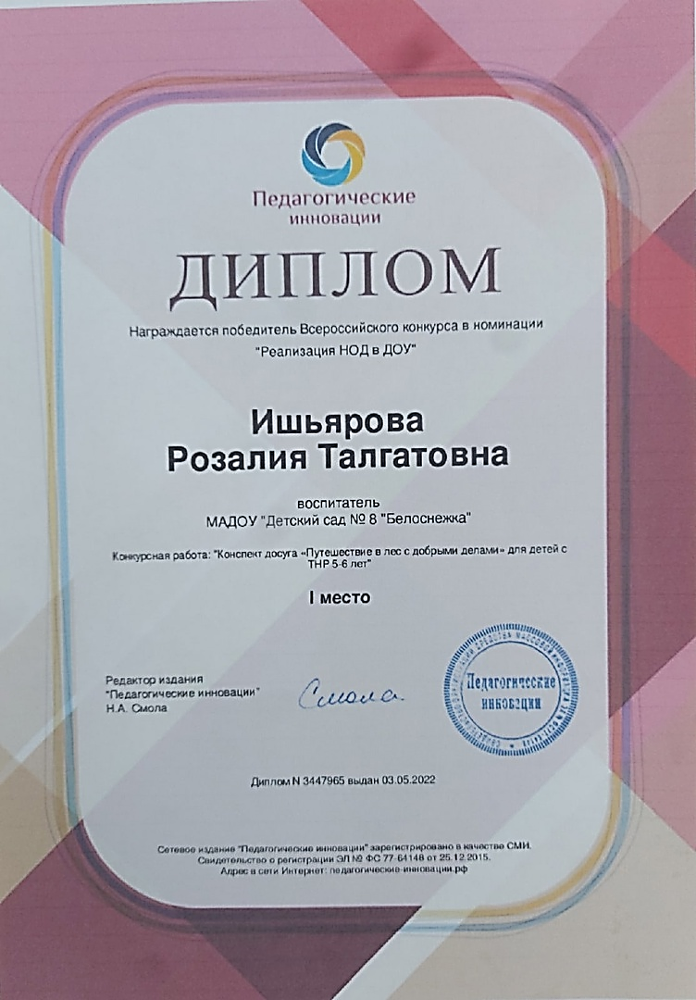 Педагогические
инновации
ДИПЛОМ
Награждается победитель Всероссийского конкурса в номинации
"Реализация НОД в ДОУ"
Ишьярова
Розалия Талгатовна
воспитатель
МАДОУ "Детский сад № 8 "Белоснежка"
Конкурсная работа: "Конспект досуга «Путешествие в лес с добрыми делами» для детей с
ТНР 5-6 лет"
I место
Редактор издания
"Педагогические инновации"
Н.А. Смола
Смола
Педагогические
инновации
Диплом N 3447965 выдан 03.05.2022
Сетевое издание "Педагогические инновации" зарегистрировано в качестве СМИ.
Свидетельство о регистрации ЭЛ № ФС 77-64148 от 25.12.2015.
Адрес в сети Интернет: педагогические-инновации.рф